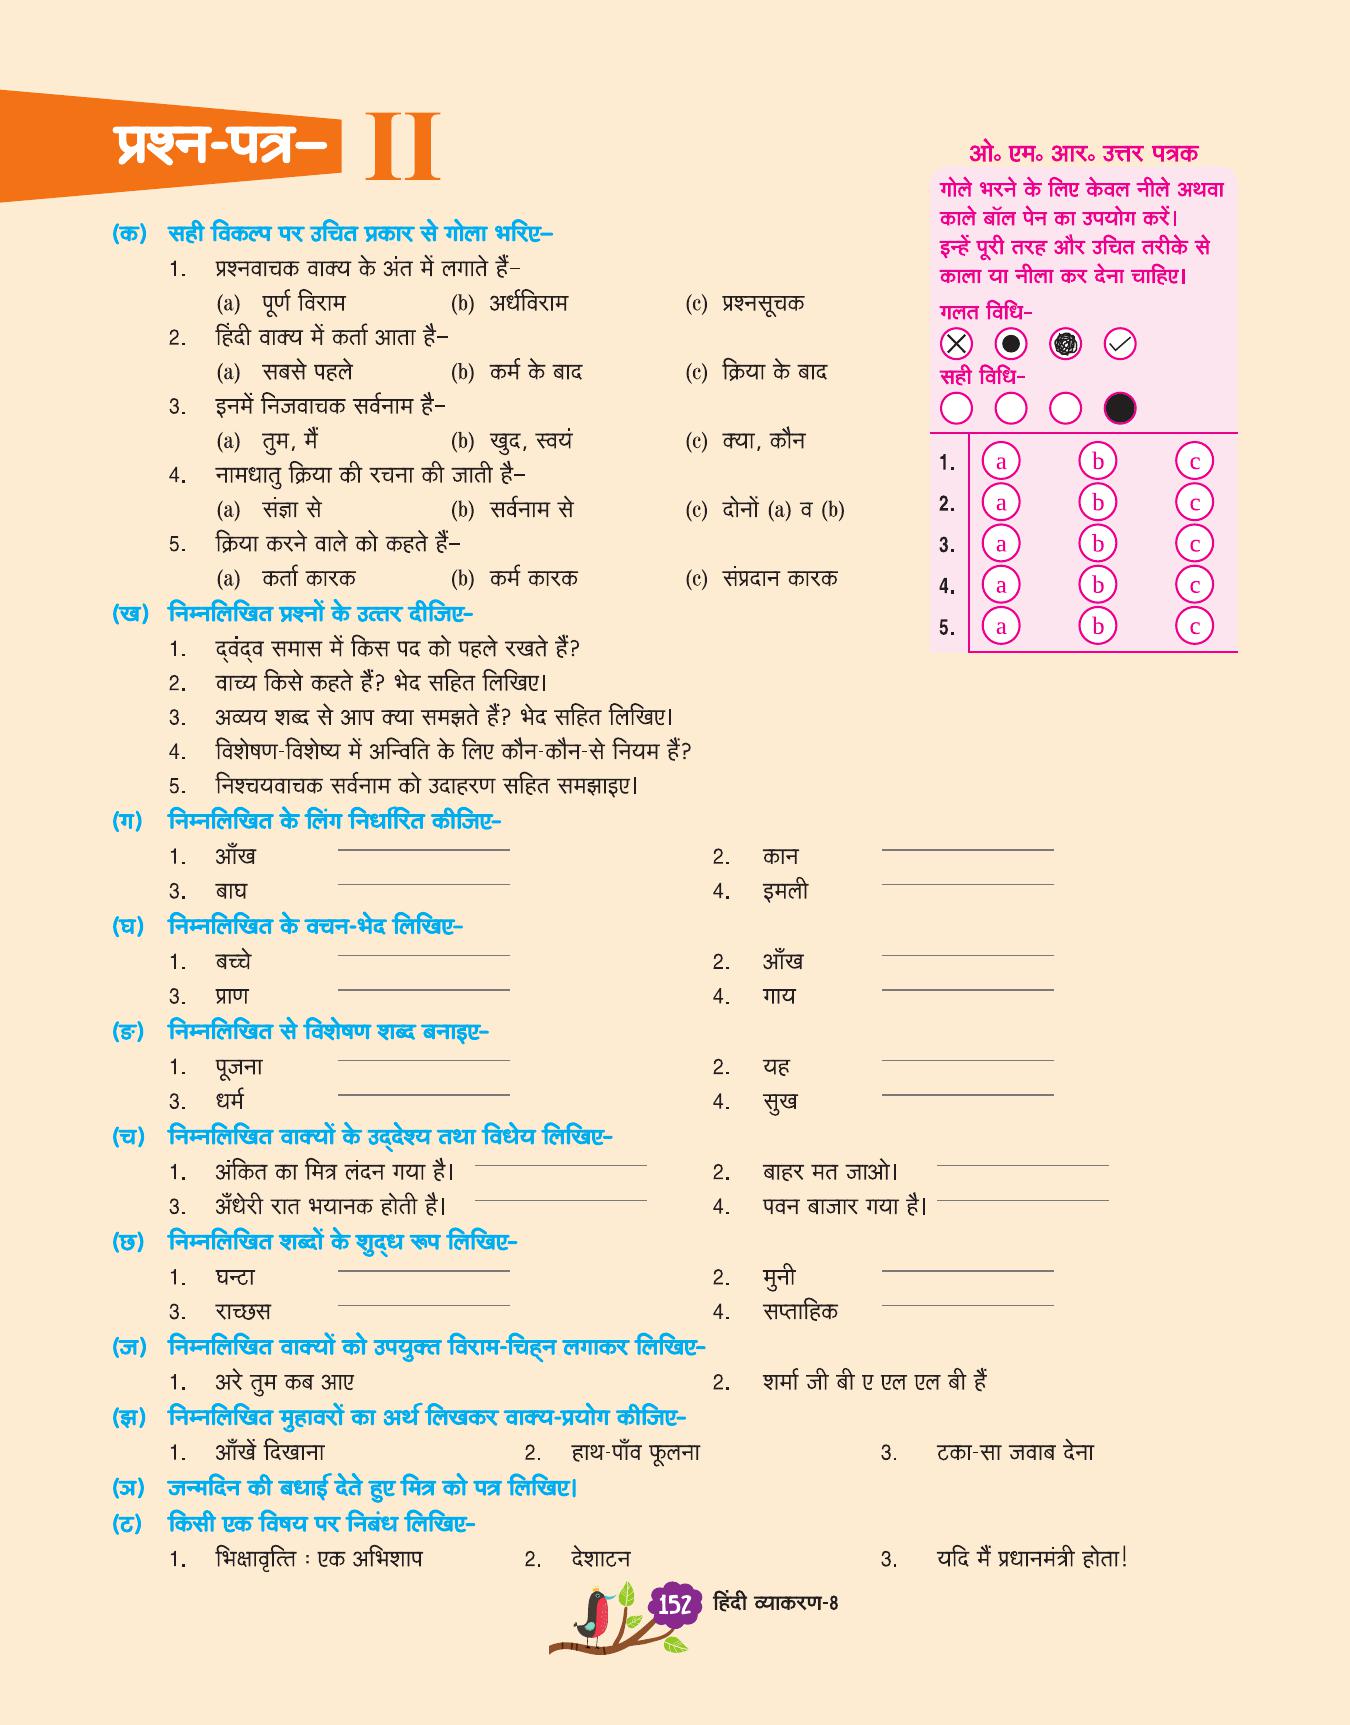 प्रश्न-पत्र– II
ओ॰ एम॰ आर॰ उत्तर पत्रक
गोले भरने के लिए केवल नीले अथवा
काले बॉल पेन का उपयोग करें।
इन्हें पूरी तरह और उचित तरीके से
काला या नीला कर देना चाहिए।
गलत विधि–
सही विधि–
1. a b c
2. a b c
3. a b c
4. a b c
5. a b c
(क) सही विकल्प पर उचित प्रकार से गोला भरिए–
1. प्रश्नवाचक वाक्य के अंत में लगाते हैं–
(a) पूर्ण विराम (b) अर्धविराम (c) प्रश्नसूचक
2. हिंदी वाक्य में कर्ता आता है–
(a) सबसे पहले (b) कर्म के बाद (c) क्रिया के बाद
3. इनमें निजवाचक सर्वनाम है–
(a) तुम, मैं (b) खुद, स्वयं (c) क्या, कौन
4. नामधातु क्रिया की रचना की जाती है–
(a) संज्ञा से (b) सर्वनाम से (c) दोनों (a) व (b)
5. क्रिया करने वाले को कहते हैं–
(a) कर्ता कारक (b) कर्म कारक (c) संप्रदान कारक
(ख) निम्नलिखित प्रश्नों के उत्तर दीजिए–
1. द्वंद्व समास में किस पद को पहले रखते हैं?
2. वाच्य किसे कहते हैं? भेद सहित लिखिए।
3. अव्यय शब्द से आप क्या समझते हैं? भेद सहित लिखिए।
4. विशेषण-विशेष्य में अन्विति के लिए कौन-कौन-से नियम हैं?
5. निश्चयवाचक सर्वनाम को उदाहरण सहित समझाइए।
(ग) निम्नलिखित के लिंग निर्धारित कीजिए–
1. आँख 2. कान
3. बाघ 4. इमली
(घ) निम्नलिखित के वचन-भेद लिखिए–
1. बच्चे 2. आँख
3. प्राण 4. गाय
(ङ) निम्नलिखित से विशेषण शब्द बनाइए–
1. पूजना 2. यह
3. धर्म 4. सुख
(च) निम्नलिखित वाक्यों के उद्देश्य तथा विधेय लिखिए–
1. अंकित का मित्र लंदन गया है। 2. बाहर मत जाओ।
3. अँधेरी रात भयानक होती है। 4. पवन बाजार गया है।
(छ) निम्नलिखित शब्दों के शुद्ध रूप लिखिए–
1. घन्टा 2. मुनी
3. राच्छस 4. सप्ताहिक
(ज) निम्नलिखित वाक्यों को उपयुक्त विराम-चिह्न लगाकर लिखिए–
1. अरे तुम कब आए 2. शर्मा जी बी ए एल एल बी हैं
(झ) निम्नलिखित मुहावरों का अर्थ लिखकर वाक्य-प्रयोग कीजिए–
1. आँखें दिखाना 2. हाथ-पाँव फूलना 3. टका-सा जवाब देना
(ञ) जन्मदिन की बधाई देते हुए मित्र को पत्र लिखिए।
(ट) किसी एक विषय पर निबंध लिखिए–
1. भिक्षावृत्ति : एक अभिशाप 2. देशाटन 3. यदि मैं प्रधानमंत्री होता!
152 हिंदी व्याकरण-8